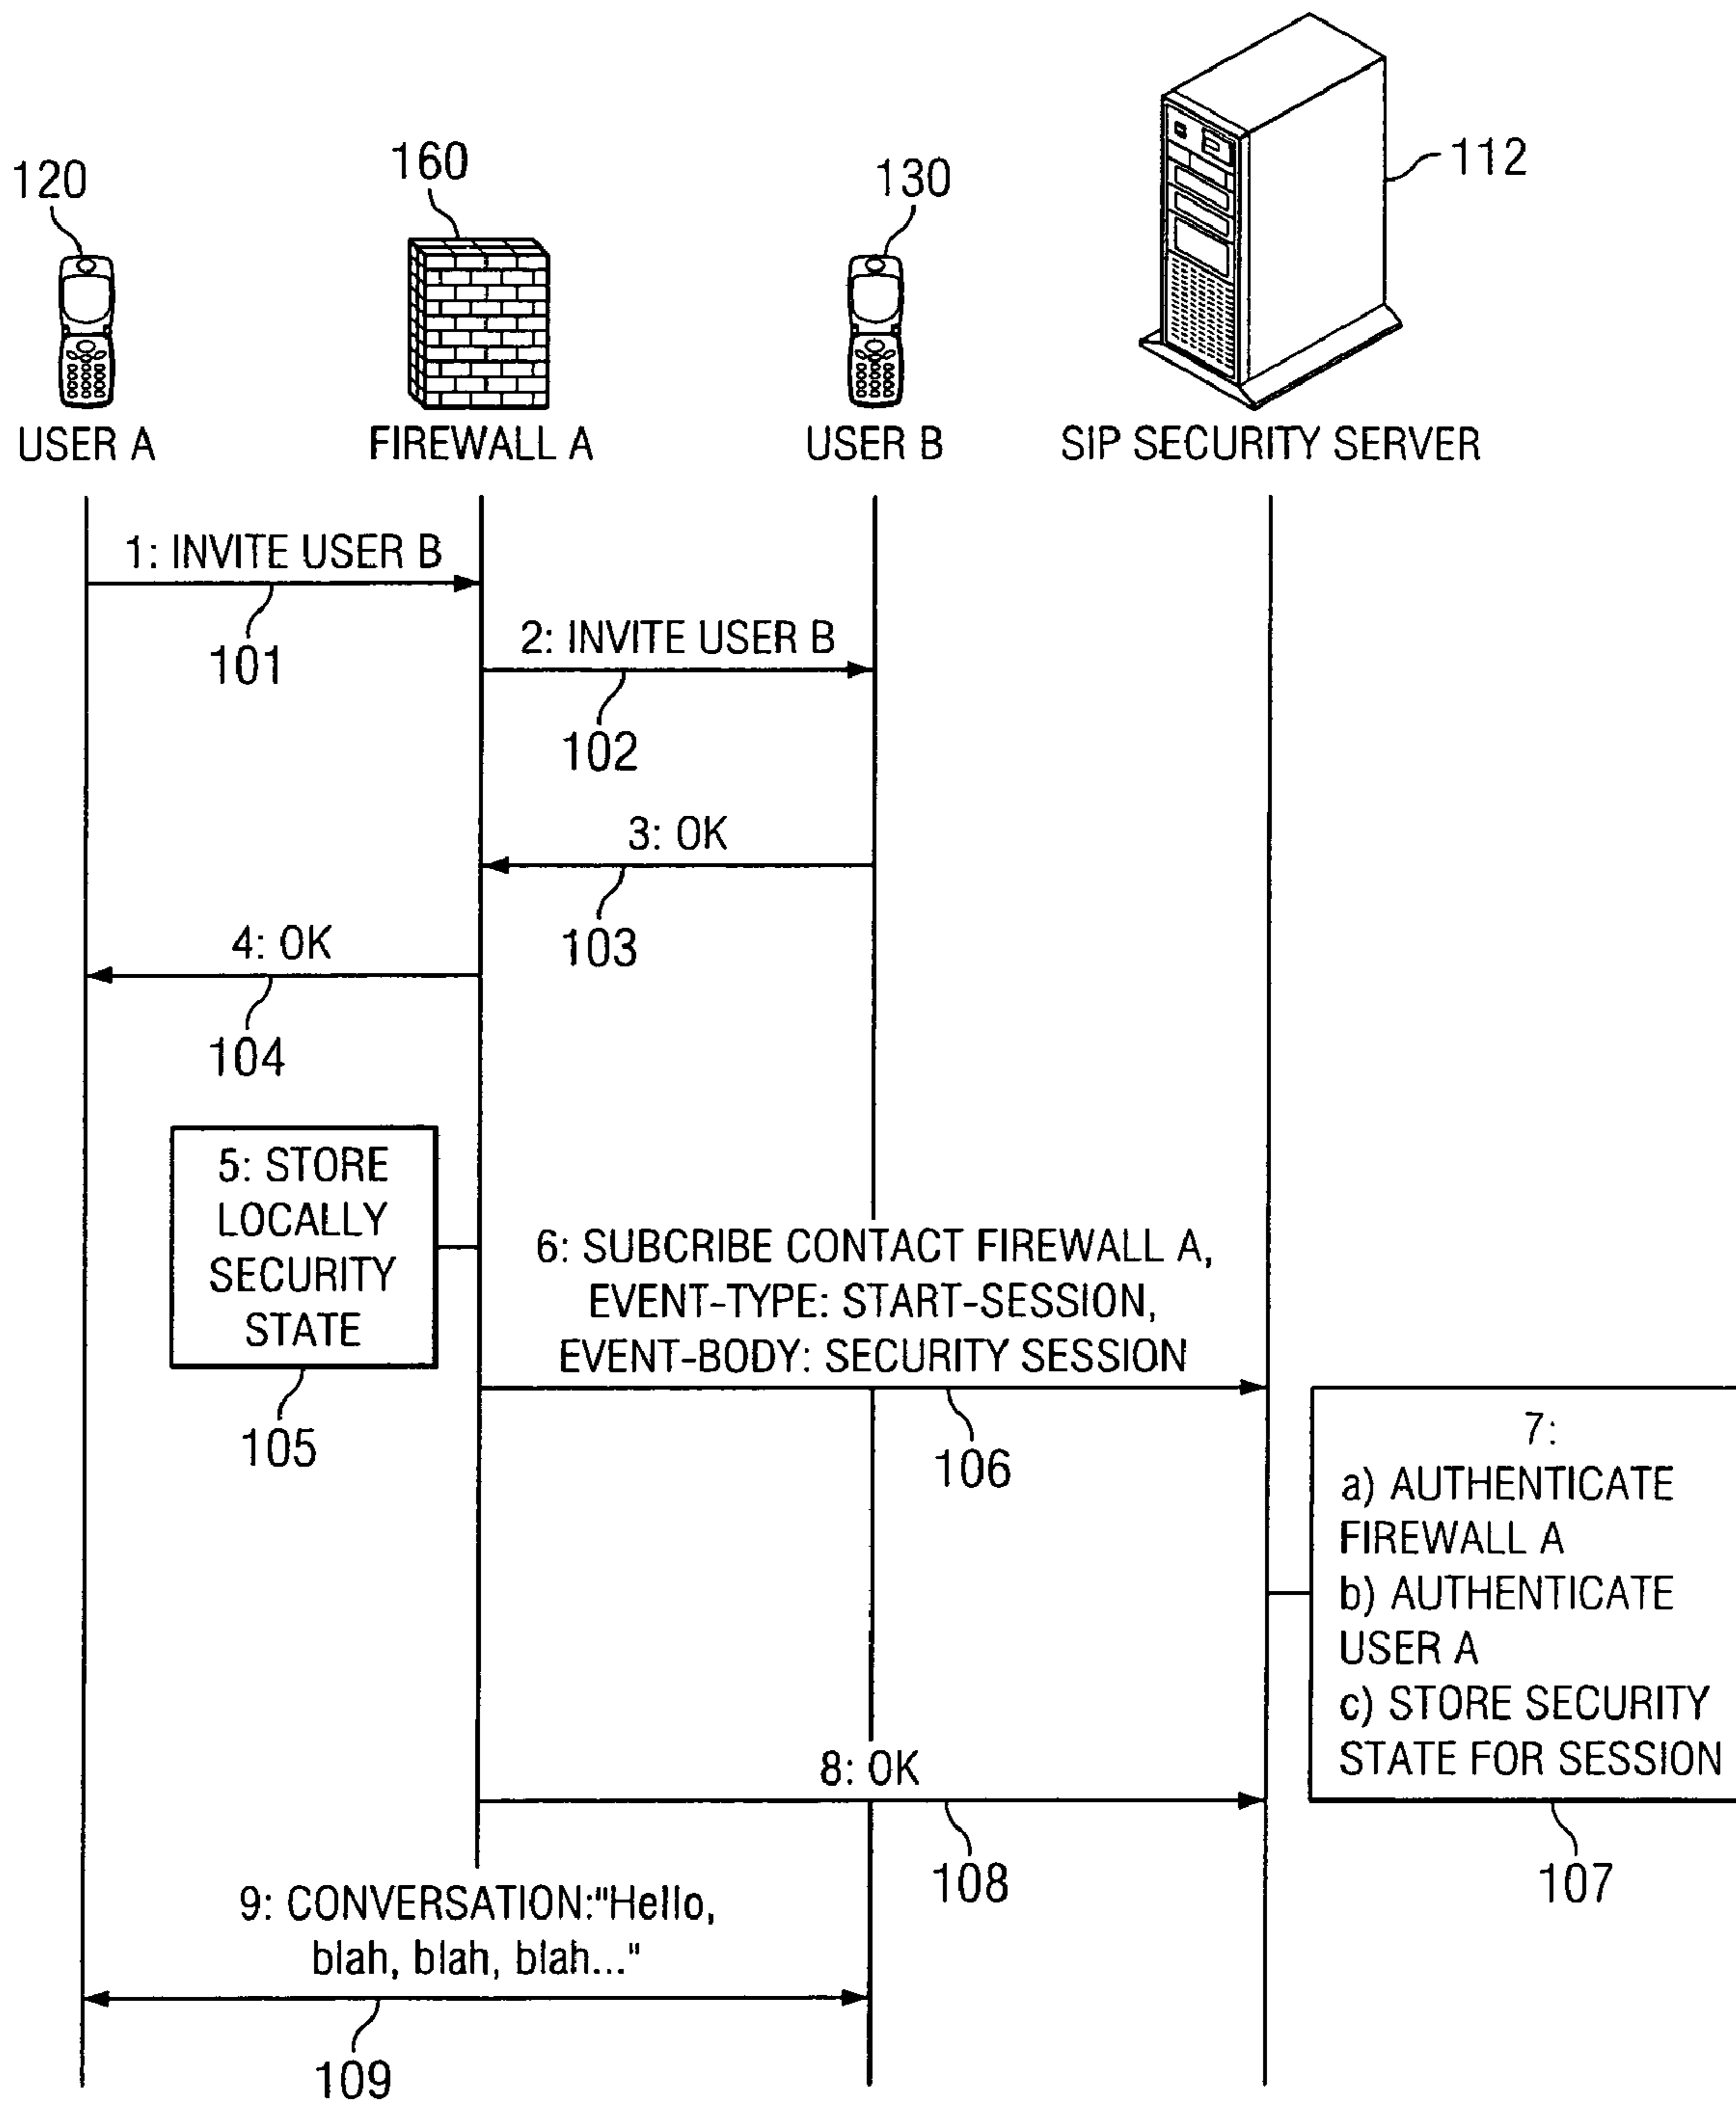 120
160
130
112
USER A
FIREWALL A
USER B
SIP SECURITY SERVER
1: INVITE USER B
101
2: INVITE USER B
102
3: OK
103
4: OK
104
5: STORE
LOCALLY
SECURITY
STATE
105
6: SUBCRIBE CONTACT FIREWALL A,
EVENT-TYPE: START-SESSION,
EVENT-BODY: SECURITY SESSION
106
7:
a) AUTHENTICATE
FIREWALL A
b) AUTHENTICATE
USER A
c) STORE SECURITY
STATE FOR SESSION
107
8: OK
108
9: CONVERSATION:"Hello,
blah, blah, blah..."
109